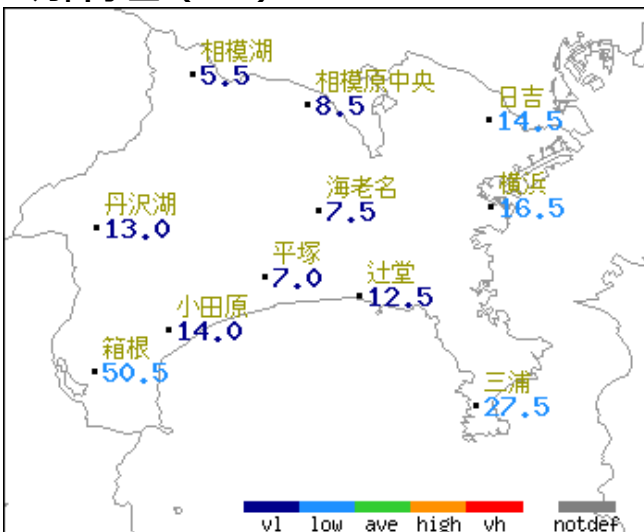 相模湖
5.5
相模原中央
8.5
日吉
14.5
丹沢湖
13.0
海老名
7.5
横浜
16.5
平塚
7.0
辻堂
12.5
小田原
14.0
箱根
50.5
三浦
27.5
vl low ave high vh notdef